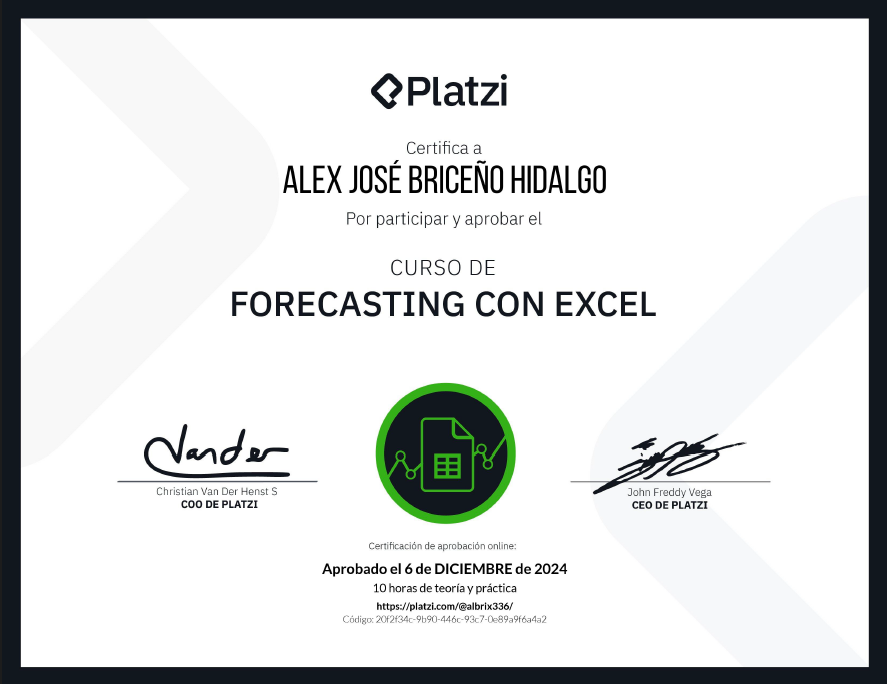 Platzi
Certifica a
ALEX JOSÉ BRICEÑO HIDALGO
Por participar y aprobar el
CURSO DE
FORECASTING CON EXCEL
Vander
Christian Van Der Henst S
COO DE PLATZI
John Freddy Vega
CEO DE PLATZI
Certificación de aprobación online:
Aprobado el 6 de DICIEMBRE de 2024
10 horas de teoría y práctica
https://platzi.com/@albrix336/
Código: 20f2f34c-9b90-446c-93c7-0e89a9f6a4a2